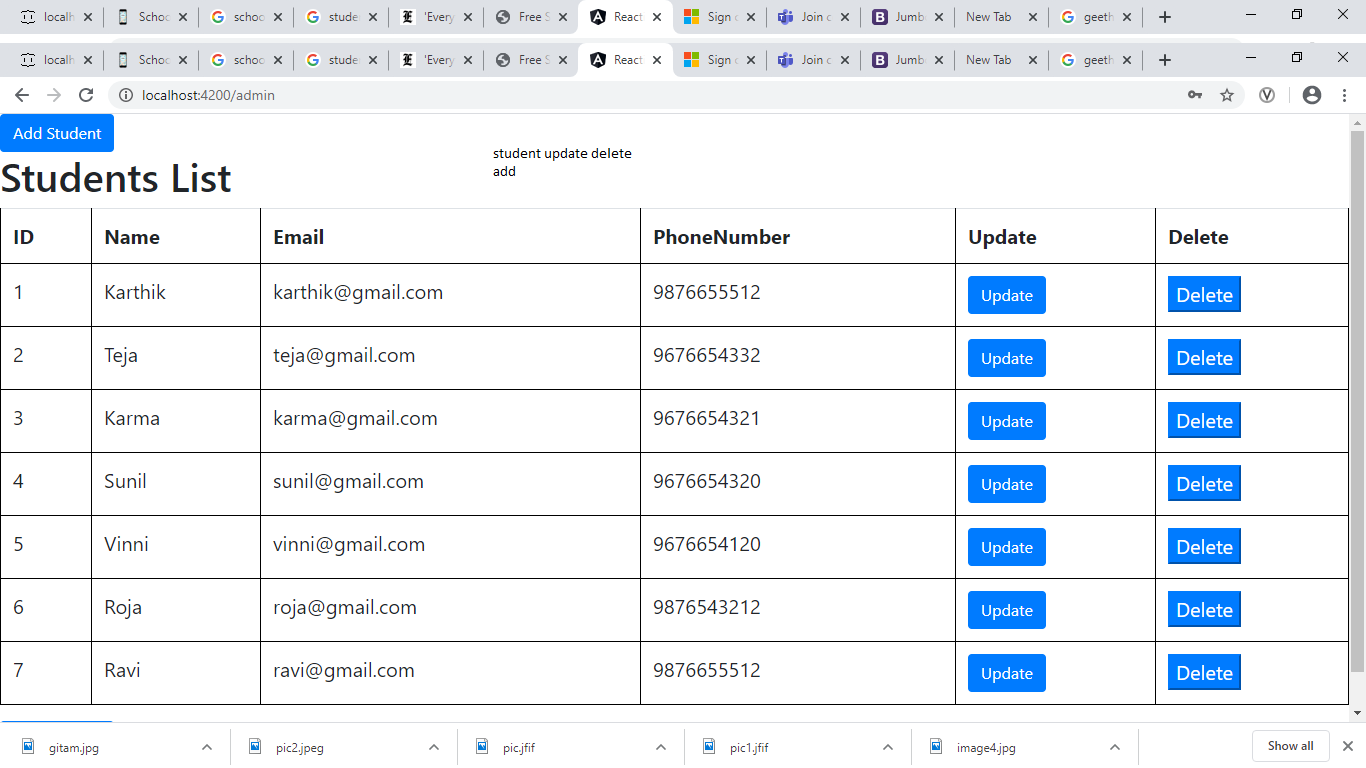 localh Schoo schoo studer 'Every Free S React Sign o Join c Jumb New Tab geeth
localh Schoo schoo studer 'Every Free S React Sign o Join c Jumb New Tab geeth
localhost:4200/admin
Add Student
student update delete
add
Students List
ID Name Email PhoneNumber Update Delete
1 Karthik karthik@gmail.com 9876655512 Update Delete
2 Teja teja@gmail.com 9676654332 Update Delete
3 Karma karma@gmail.com 9676654321 Update Delete
4 Sunil sunil@gmail.com 9676654320 Update Delete
5 Vinni vinni@gmail.com 9676654120 Update Delete
6 Roja roja@gmail.com 9876543212 Update Delete
7 Ravi ravi@gmail.com 9876655512 Update Delete
gitam.jpg pic2.jpeg pic.jfif pic1.jfif image4.jpg Show all